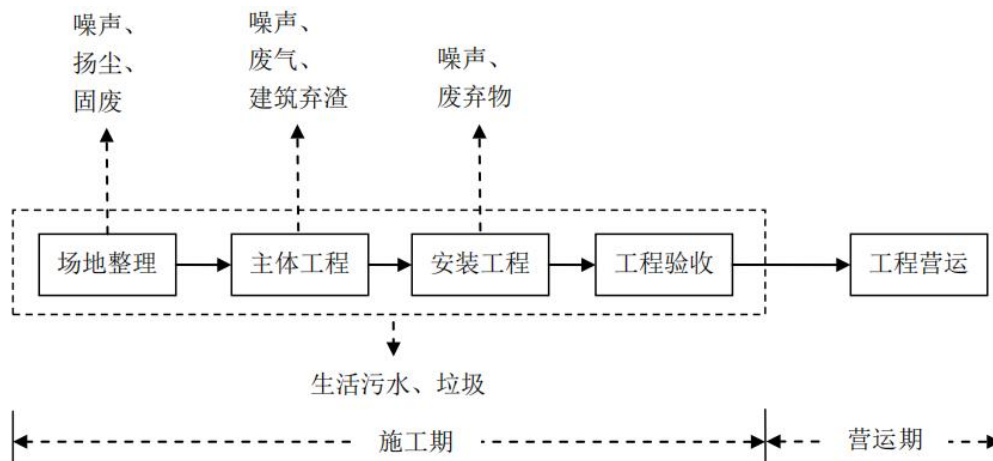 噪声、
扬尘、
固废
噪声、
废气、
建筑弃渣
噪声、
废弃物
场地整理
主体工程
安装工程
工程验收
工程营运
生活污水、垃圾
施工期
营运期